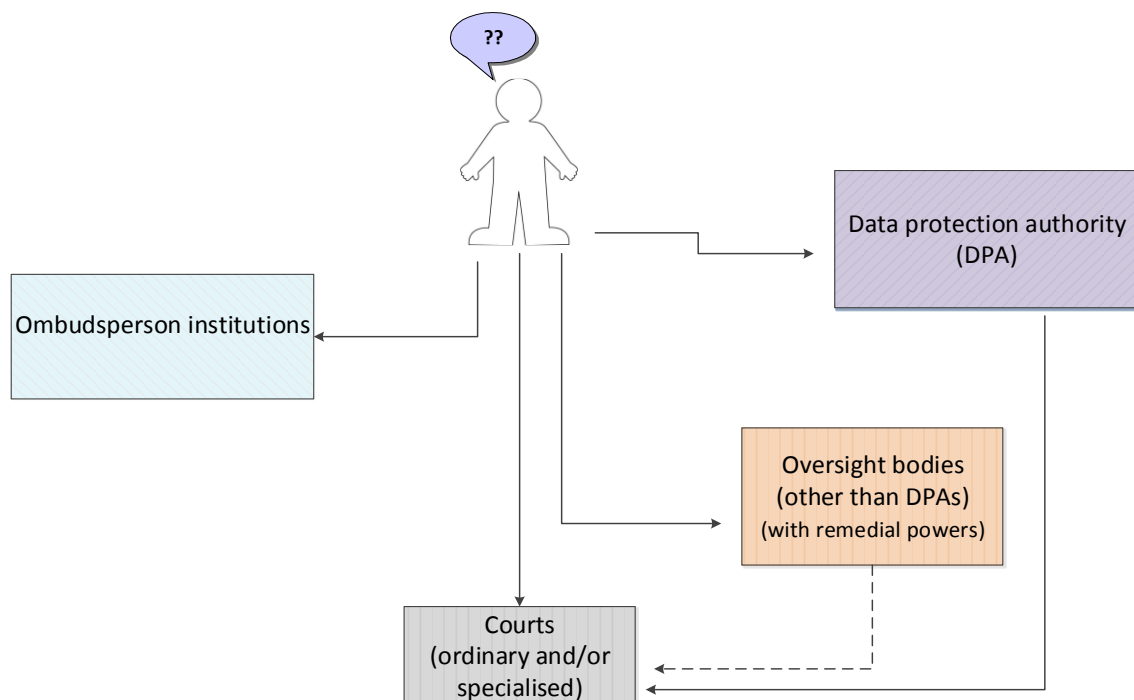 ??
Data protection authority
(DPA)
Ombudsperson institutions
Oversight bodies
(other than DPAs)
(with remedial powers)
Courts
(ordinary and/or
specialised)